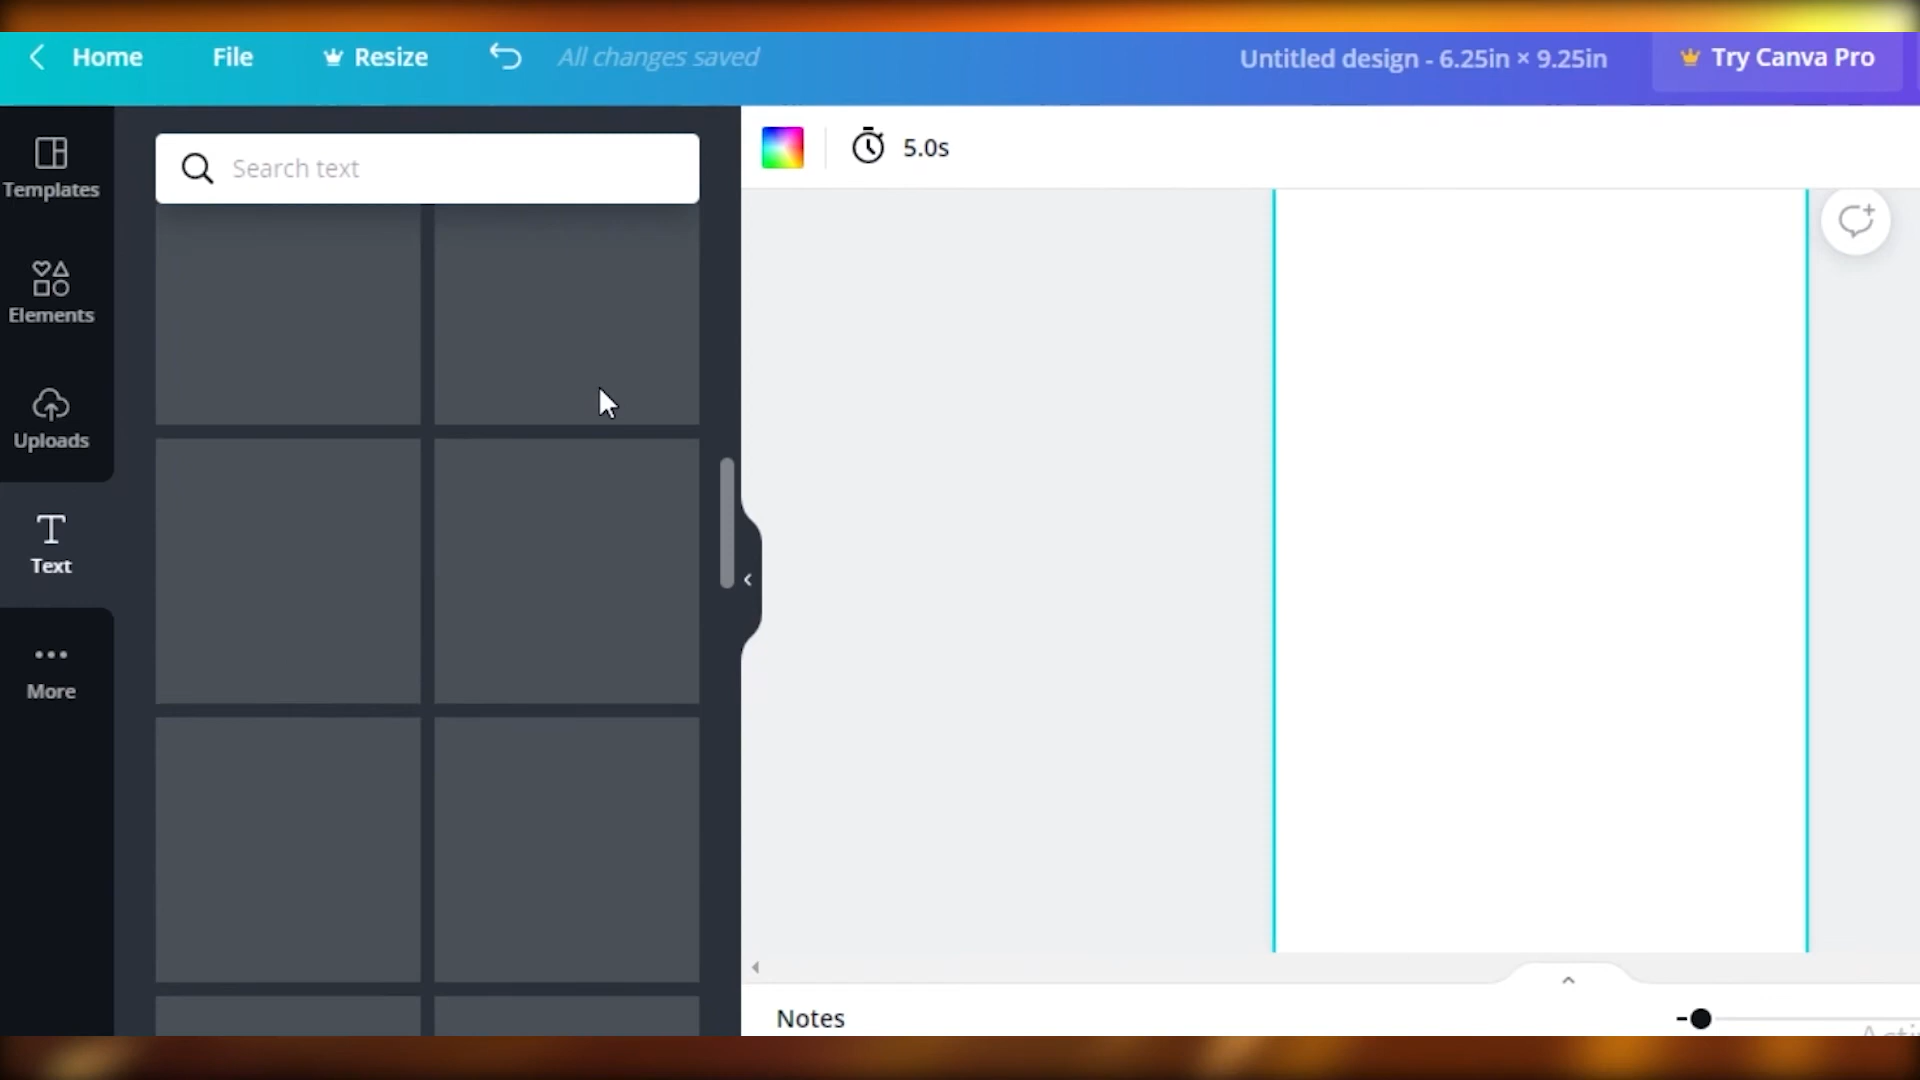 Home File Resize All changes saved Untitled design - 6.25in × 9.25in Try Canva Pro
Templates
Search text
5.0s
Elements
Uploads
Text
More
Notes